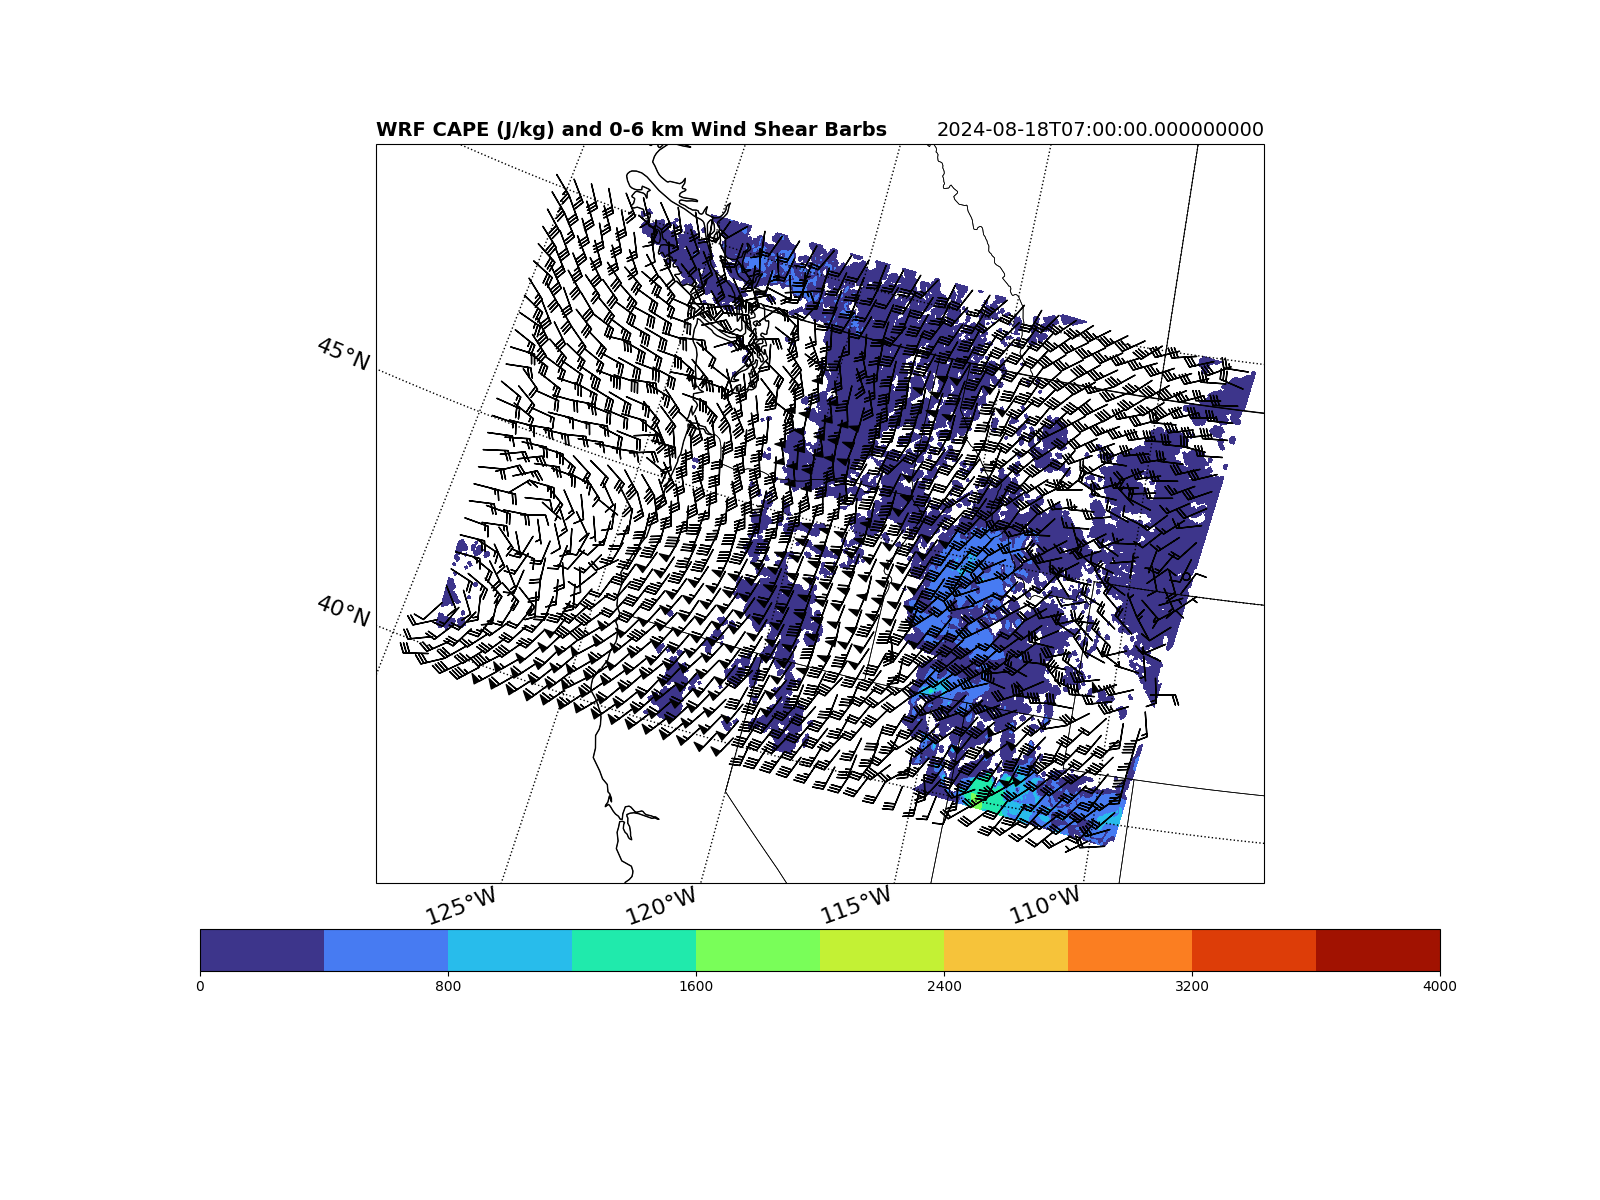 WRF CAPE (J/kg) and 0-6 km Wind Shear Barbs 2024-08-18T07:00:00.000000000
45°N
40°N
125°W 120°W 115°W 110°W
0 800 1600 2400 3200 4000